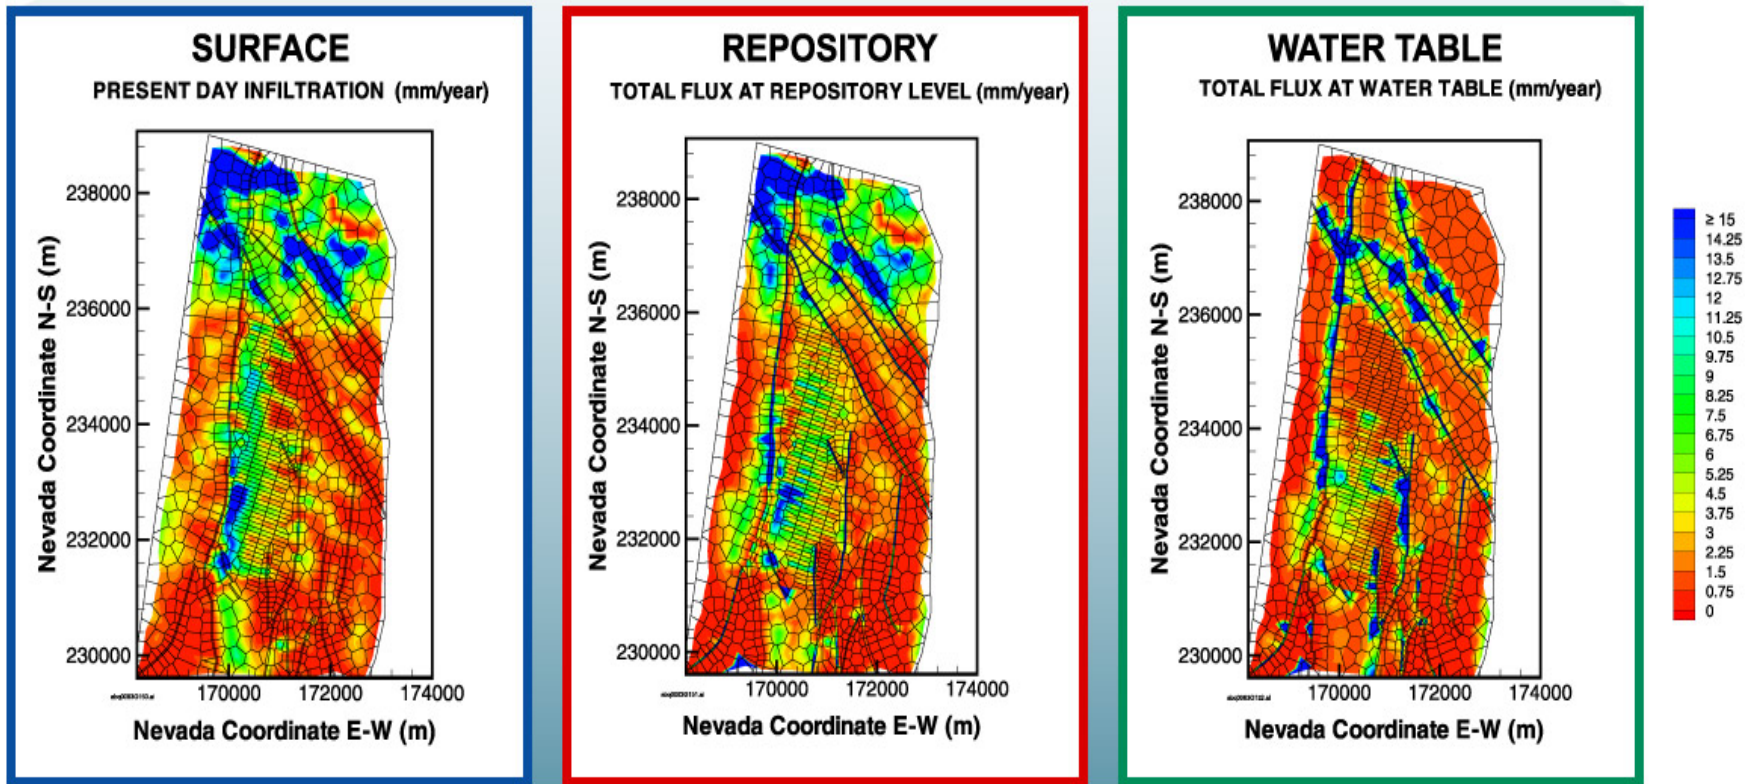 SURFACE
PRESENT DAY INFILTRATION (mm/year)
238000
236000
234000
232000
230000
170000 172000 174000
Nevada Coordinate N-S (m)
Nevada Coordinate E-W (m)
REPOSITORY
TOTAL FLUX AT REPOSITORY LEVEL (mm/year)
238000
236000
234000
232000
230000
170000 172000 174000
Nevada Coordinate N-S (m)
Nevada Coordinate E-W (m)
WATER TABLE
TOTAL FLUX AT WATER TABLE (mm/year)
238000
236000
234000
232000
230000
170000 172000 174000
Nevada Coordinate N-S (m)
Nevada Coordinate E-W (m)
≥ 15
14.25
13.5
12.75
12
11.25
10.5
9.75
9
8.25
7.5
6.75
6
5.25
4.5
3.75
3
2.25
1.5
0.75
0